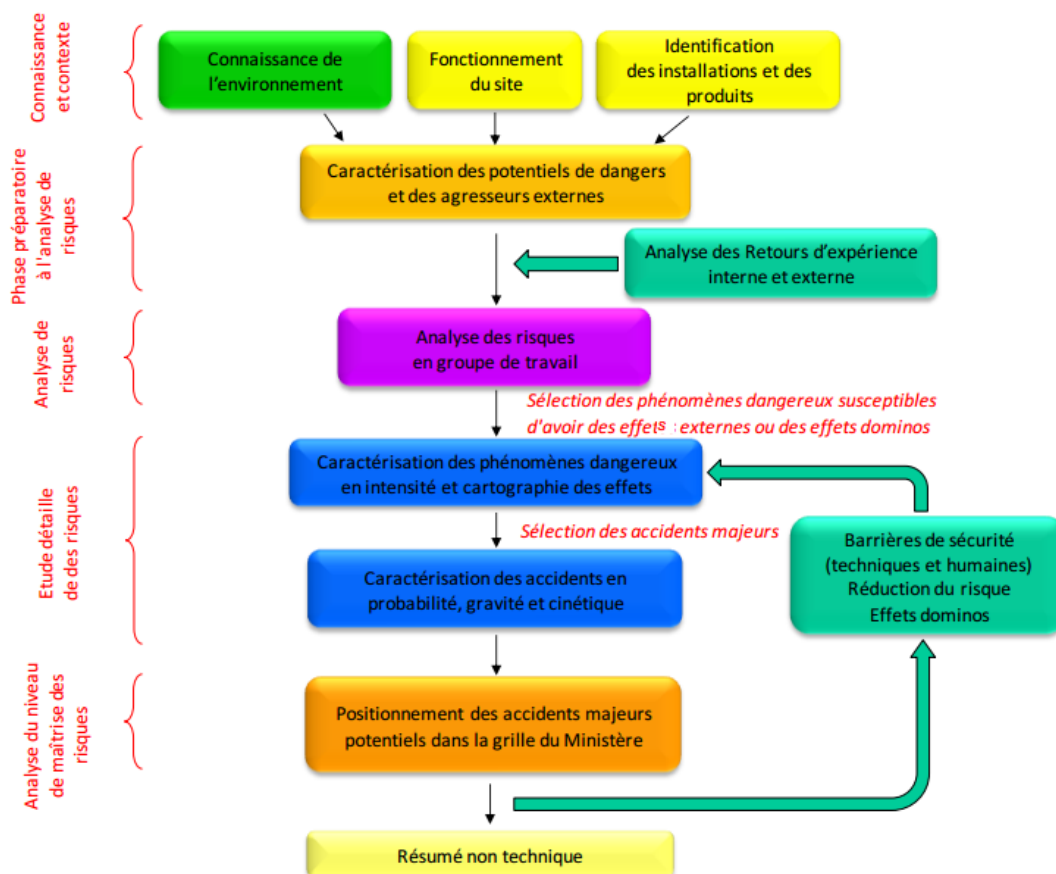 Connaissance
et contexte
Connaissance de
l'environnement
Fonctionnement
du site
Identification
des installations et des
produits
Phase préparatoire
à l'analyse de
risques
Caractérisation des potentiels de dangers
et des agresseurs externes
Analyse des Retours d'expérience
interne et externe
Analyse de
risques
Analyse des risques
en groupe de travail
Sélection des phénomènes dangereux susceptibles
d'avoir des effets : externes ou des effets dominos
Etude détaille
de des risques
Caractérisation des phénomènes dangereux
en intensité et cartographie des effets
Sélection des accidents majeurs
Caractérisation des accidents en
probabilité, gravité et cinétique
Barrières de sécurité
(techniques et humaines)
Réduction du risque
Effets dominos
Analyse du niveau
de maîtrise des
risques
Positionnement des accidents majeurs
potentiels dans la grille du Ministère
Résumé non technique